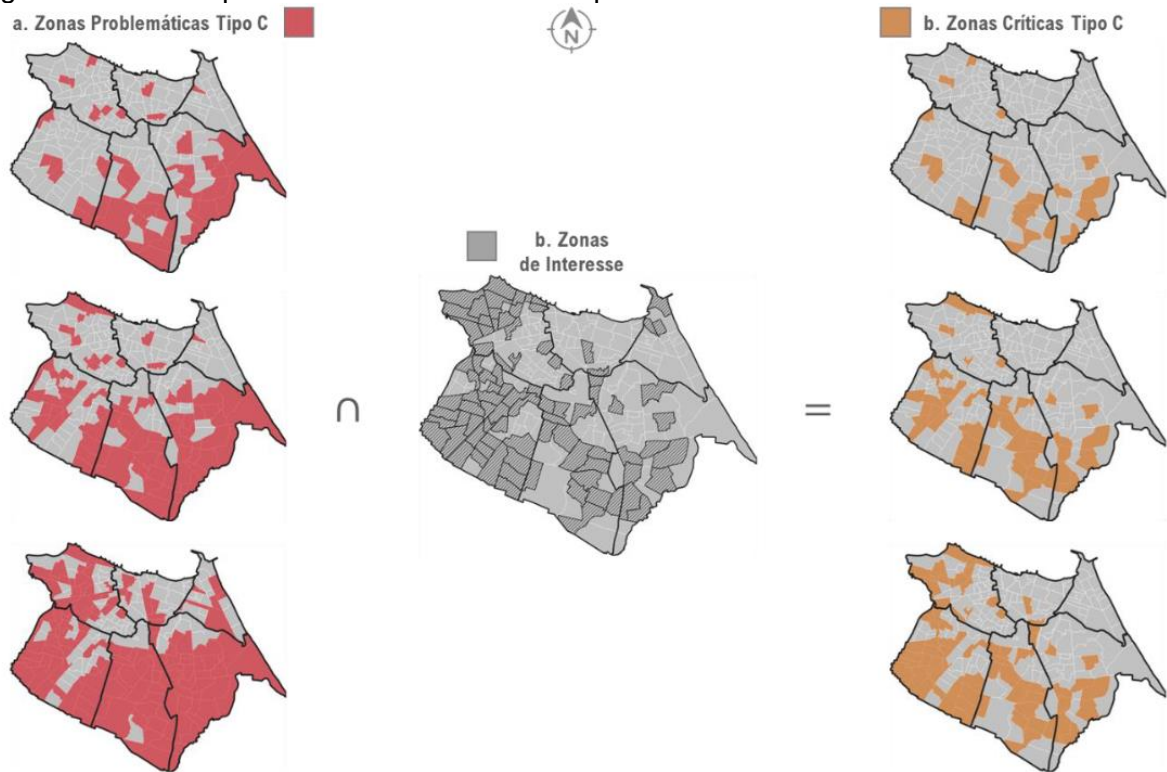 a. Zonas Problemáticas Tipo C
N
b. Zonas Críticas Tipo C
b. Zonas
de Interesse
∩
=